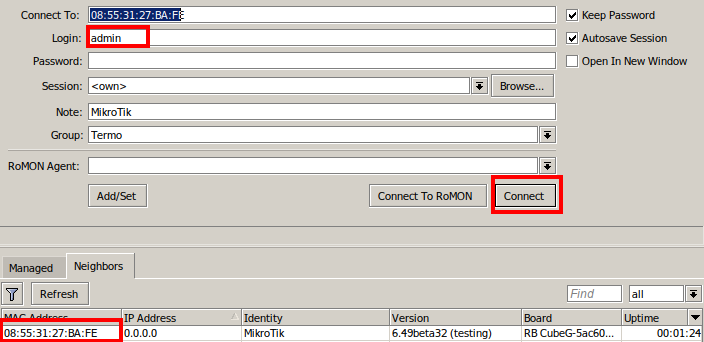 Connect To: 08:55:31:27:BA:FE Keep Password
Login: admin Autosave Session
Password: Open In New Window
Session: <own> Browse...
Note: MikroTik
Group: Termo
RoMON Agent:
Add/Set Connect To RoMON Connect
Managed Neighbors
Refresh Find all
MAC Address IP Address Identity Version Board Uptime
08:55:31:27:BA:FE 0.0.0.0 MikroTik 6.49beta32 (testing) RB CubeG-5ac60... 00:01:24